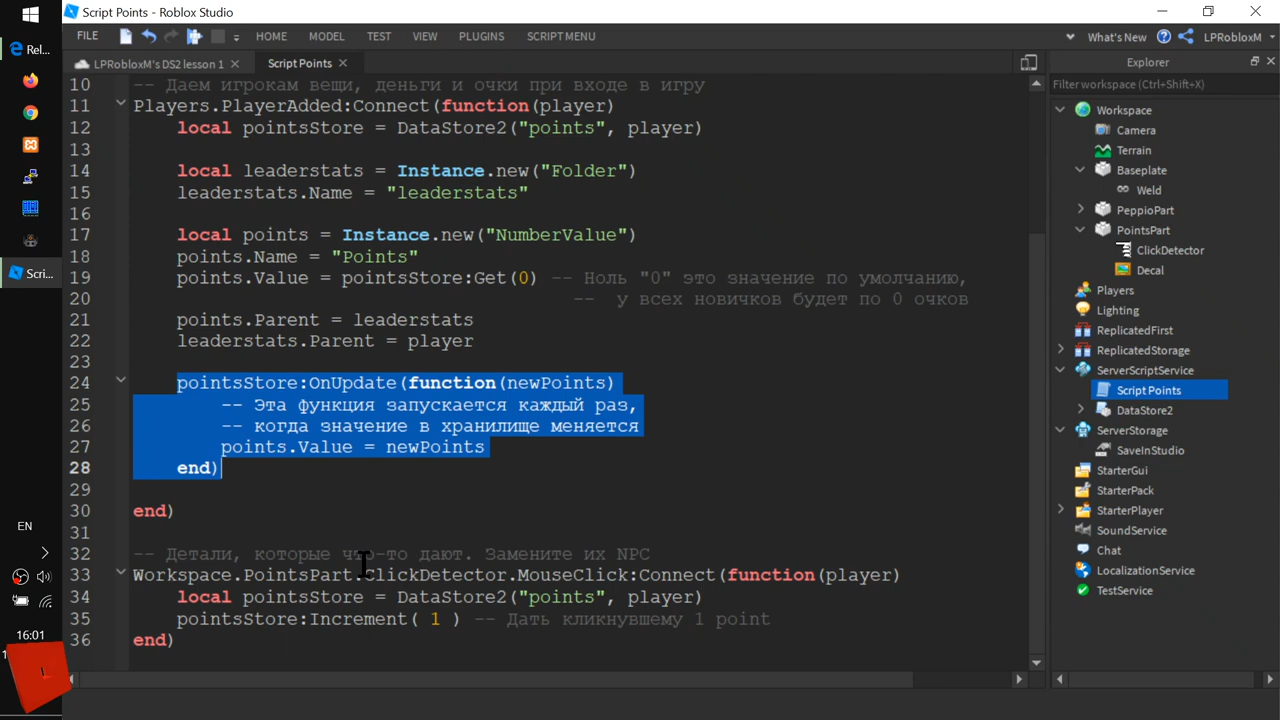 Script Points - Roblox Studio
FILE HOME MODEL TEST VIEW PLUGINS SCRIPT MENU What's New LPRobloxM
Rel...
Scri...
EN
16:01
LPRobloxM's DS2 lesson 1 Script Points
10 -- Даем игрокам вещи, деньги и очки при входе в игру
11 Players.PlayerAdded:Connect(function(player)
12 local pointsStore = DataStore2("points", player)
13
14 local leaderstats = Instance.new("Folder")
15 leaderstats.Name = "leaderstats"
16
17 local points = Instance.new("NumberValue")
18 points.Name = "Points"
19 points.Value = pointsStore:Get(0) -- Ноль "0" это значение по умолчанию,
20 -- у всех новичков будет по 0 очков
21 points.Parent = leaderstats
22 leaderstats.Parent = player
23
24 pointsStore:OnUpdate(function(newPoints)
25 -- Эта функция запускается каждый раз,
26 -- когда значение в хранилище меняется
27 points.Value = newPoints
28 end)
29
30 end)
31
32 -- Детали, которые что-то дают. Замените их NPC
33 Workspace.PointsPart.ClickDetector.MouseClick:Connect(function(player)
34 local pointsStore = DataStore2("points", player)
35 pointsStore:Increment( 1 ) -- Дать кликнувшему 1 point
36 end)
Explorer
Filter workspace (Ctrl+Shift+X)
Workspace
Camera
Terrain
Baseplate
Weld
PeppioPart
PointsPart
ClickDetector
Decal
Players
Lighting
ReplicatedFirst
ReplicatedStorage
ServerScriptService
Script Points
DataStore2
ServerStorage
SaveInStudio
StarterGui
StarterPack
StarterPlayer
SoundService
Chat
LocalizationService
TestService